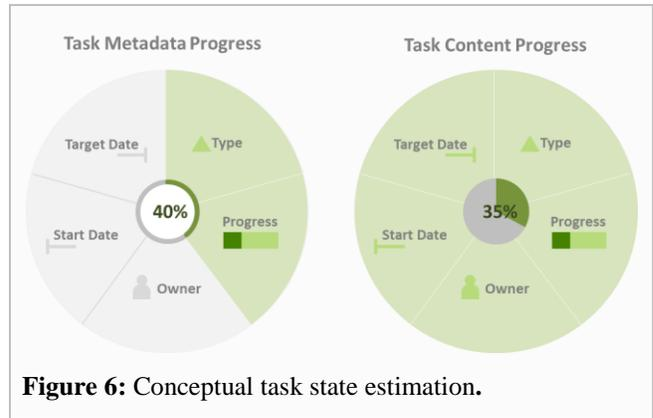 Task Metadata Progress
Target Date
Type
40%
Progress
Start Date
Owner
Task Content Progress
Target Date
Type
35%
Progress
Start Date
Owner
Figure 6: Conceptual task state estimation.